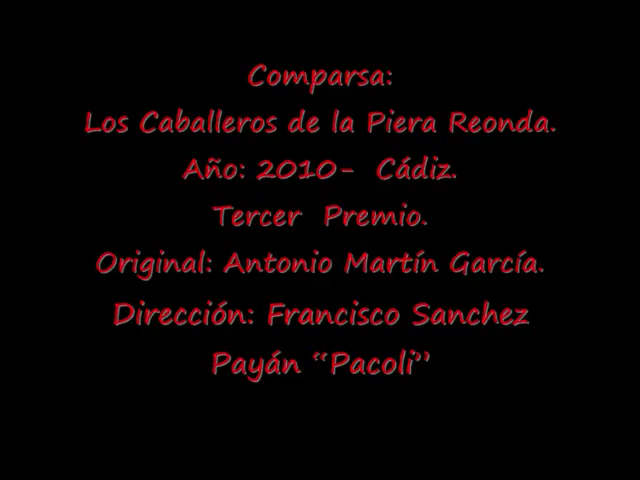 Comparsa:
Los Caballeros de la Piera Reonda.
Año: 2010- Cádiz.
Tercer Premio.
Original: Antonio Martín García.
Dirección: Francisco Sanchez
Payán “Pacoli”